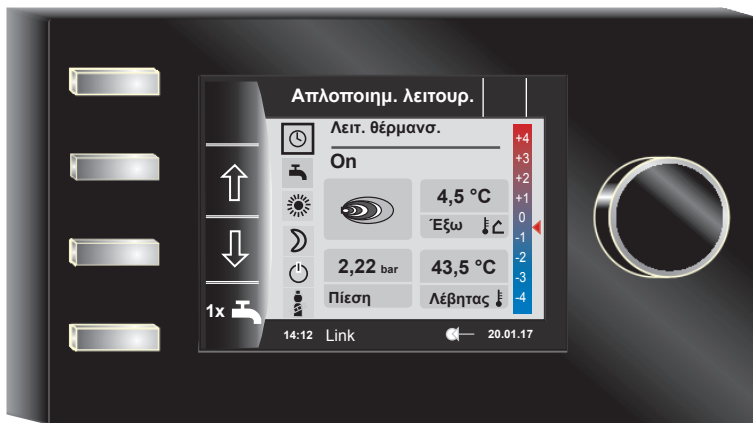 Απλοποιημ. λειτουρ.
Λειτ. θέρμανσ.
On
4,5 °C
Έξω
2,22 bar
Πίεση
43,5 °C
Λέβητας
+4
+3
+2
+1
0
-1
-2
-3
-4
1x
14:12 Link 20.01.17